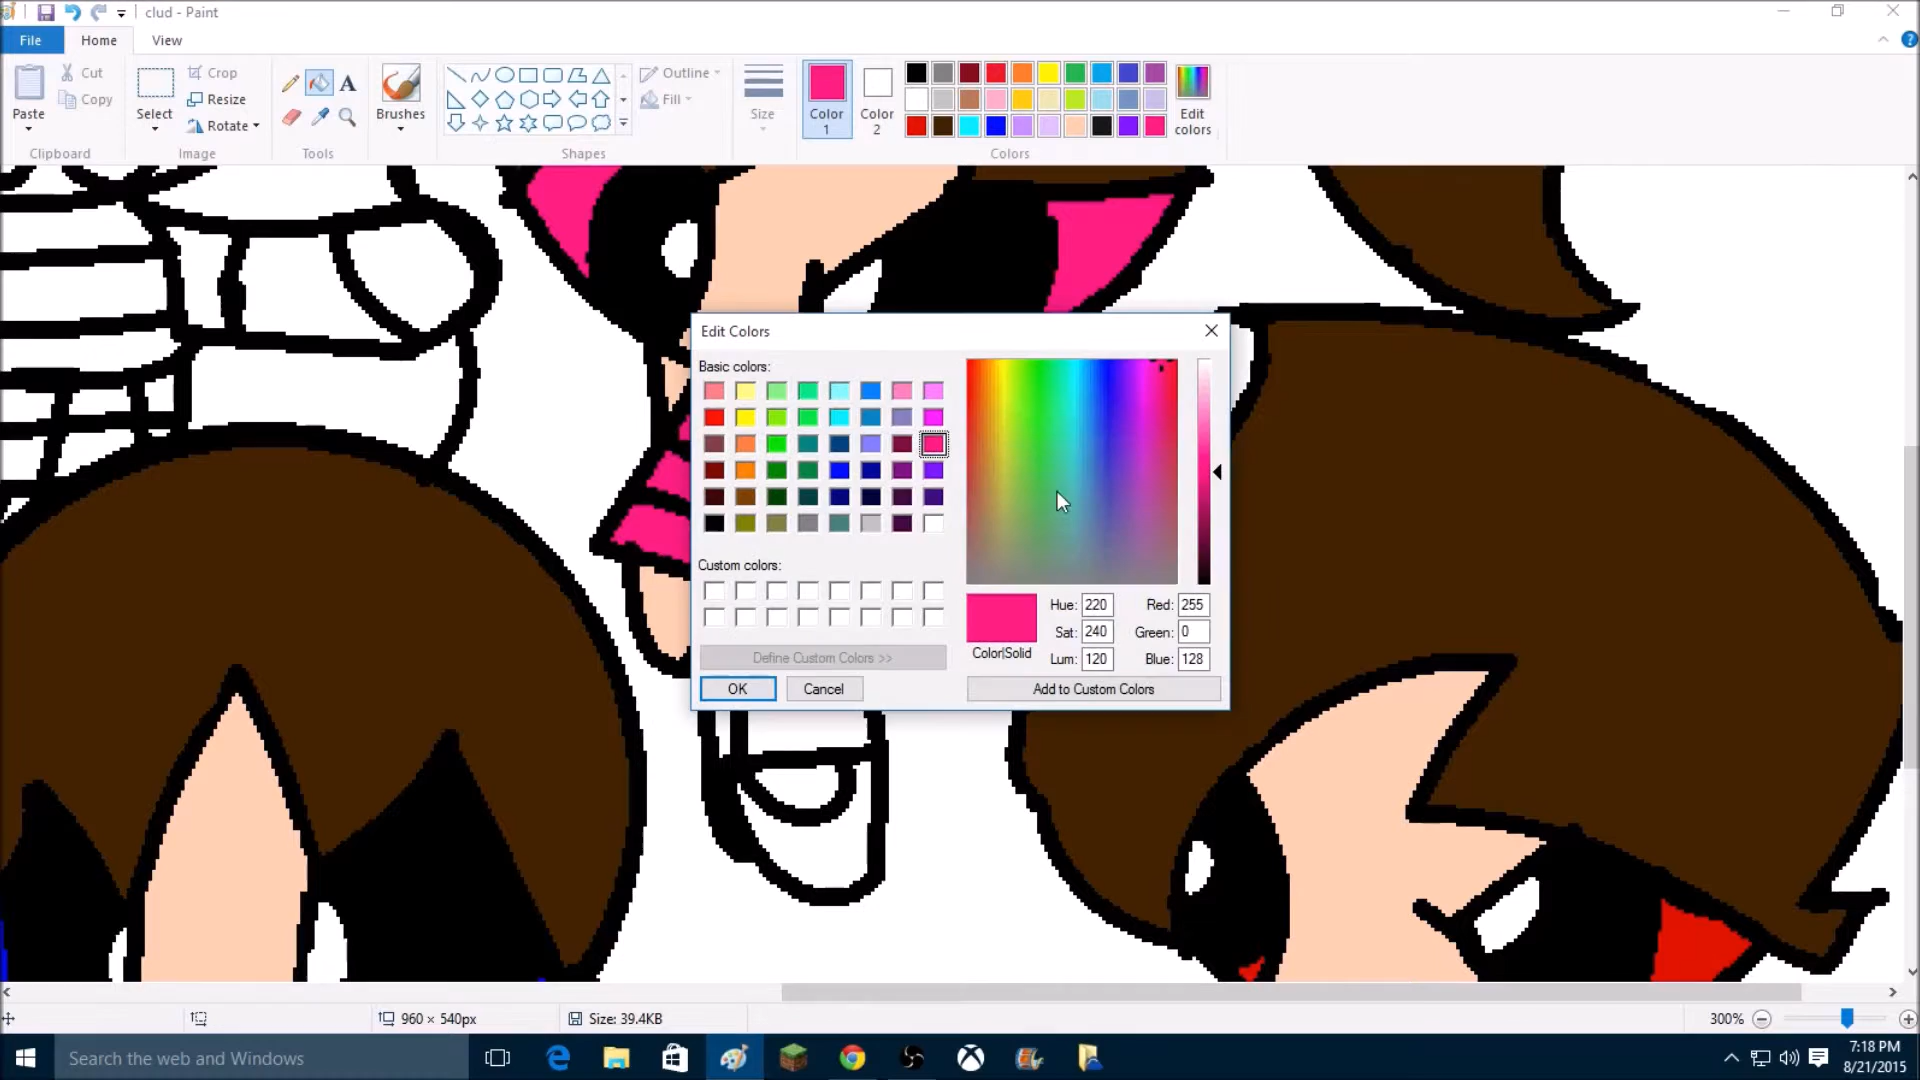 clud - Paint
File Home View
Paste
Cut
Copy
Clipboard
Select
Crop
Resize
Rotate
Image
A
Tools
Brushes
Shapes
Outline
Fill
Size
Color
1
Color
2
Edit
colors
Colors
Edit Colors
Basic colors:
Custom colors:
Define Custom Colors >>
OK Cancel
Color|Solid
Hue: 220 Red: 255
Sat: 240 Green: 0
Lum: 120 Blue: 128
Add to Custom Colors
960 × 540px Size: 39.4KB 300%
Search the web and Windows
7:18 PM
8/21/2015